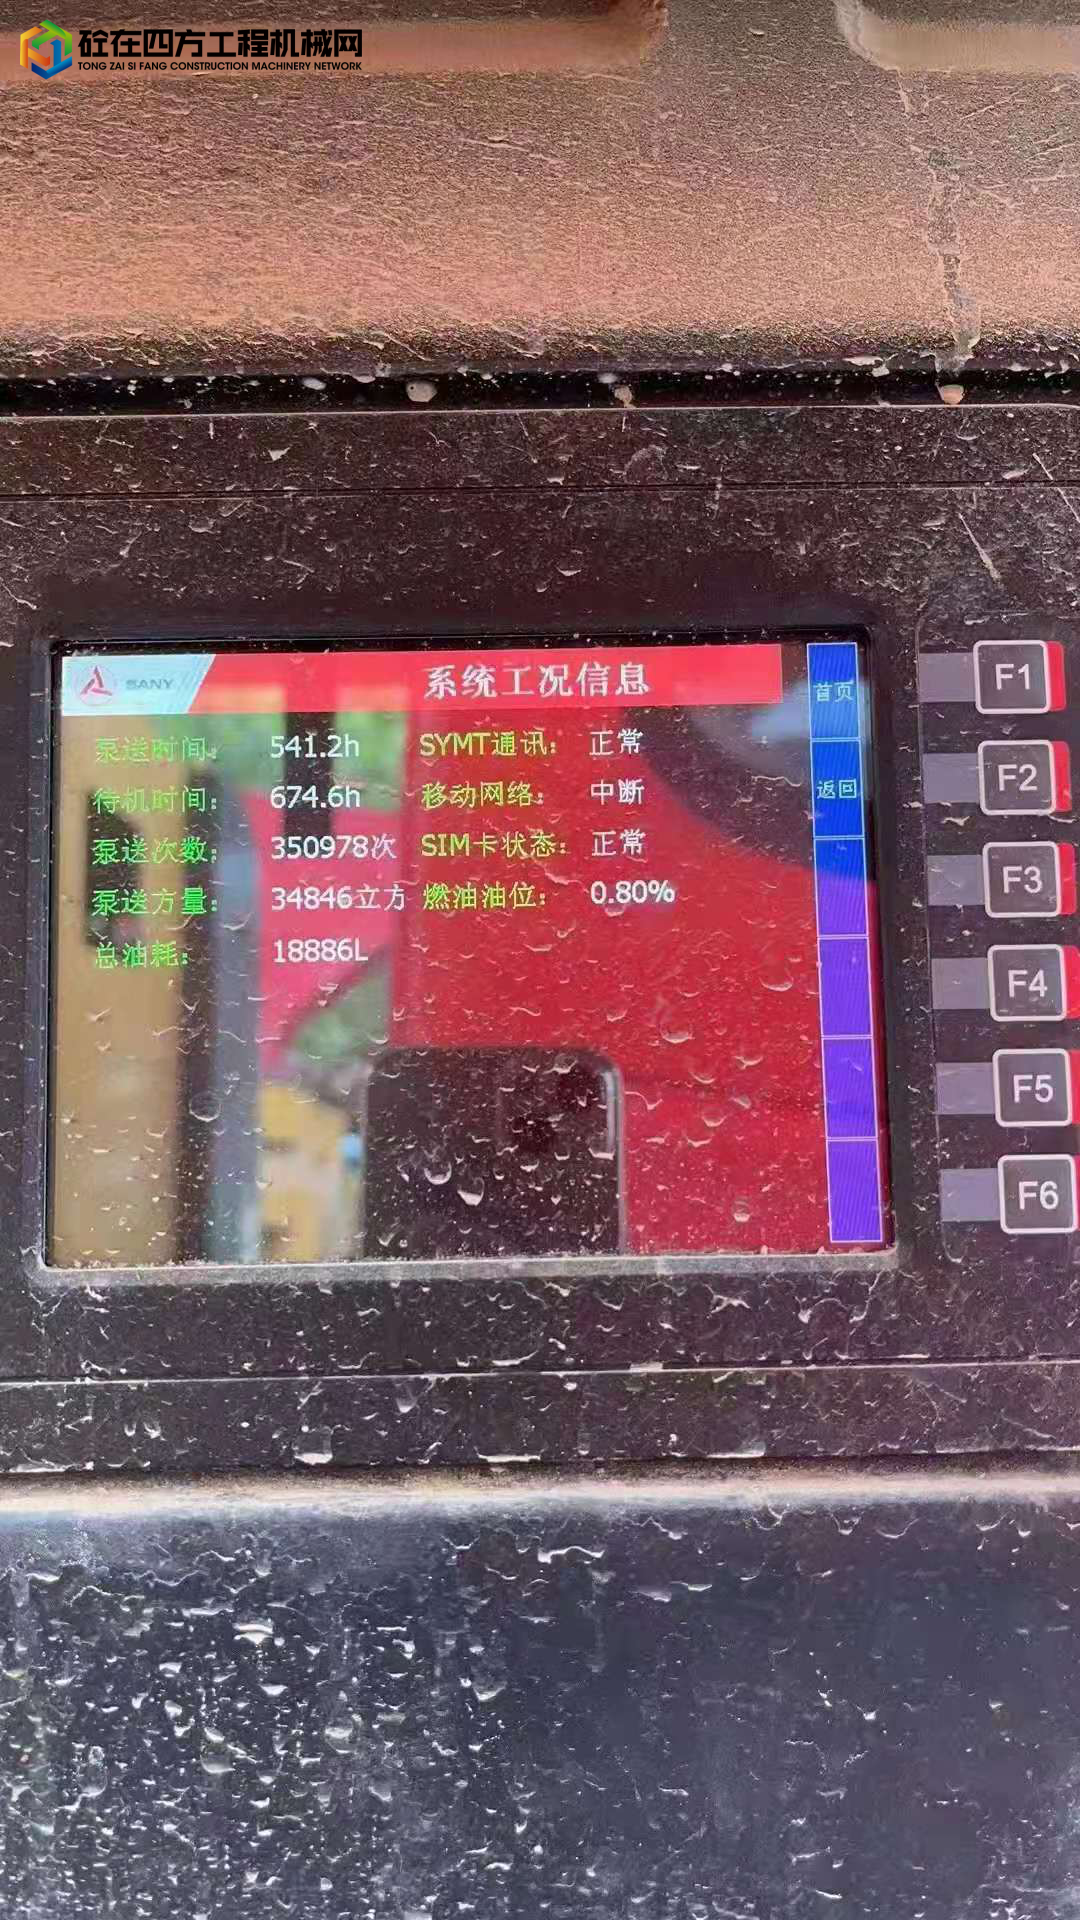 砼在四方工程机械网
TONG ZAI SI FANG CONSTRUCTION MACHINERY NETWORK
SANY 系统工况信息 首页
泵送时间: 541.2h SYMT通讯: 正常
待机时间: 674.6h 移动网络: 中断 返回
泵送次数: 350978次 SIM卡状态: 正常
泵送方量: 34846立方 燃油油位: 0.80%
总油耗: 18886L
F1
F2
F3
F4
F5
F6